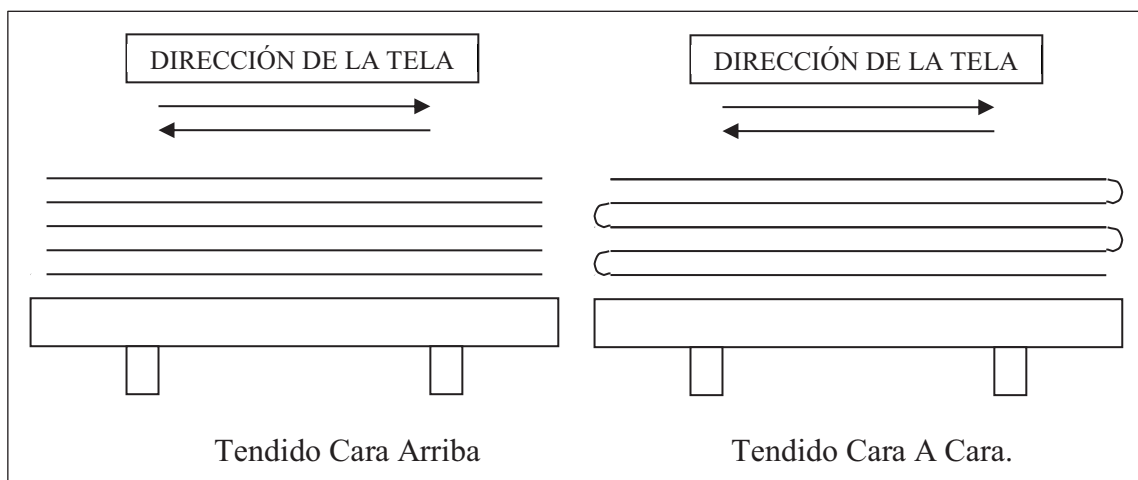 DIRECCIÓN DE LA TELA
DIRECCIÓN DE LA TELA
Tendido Cara Arriba
Tendido Cara A Cara.